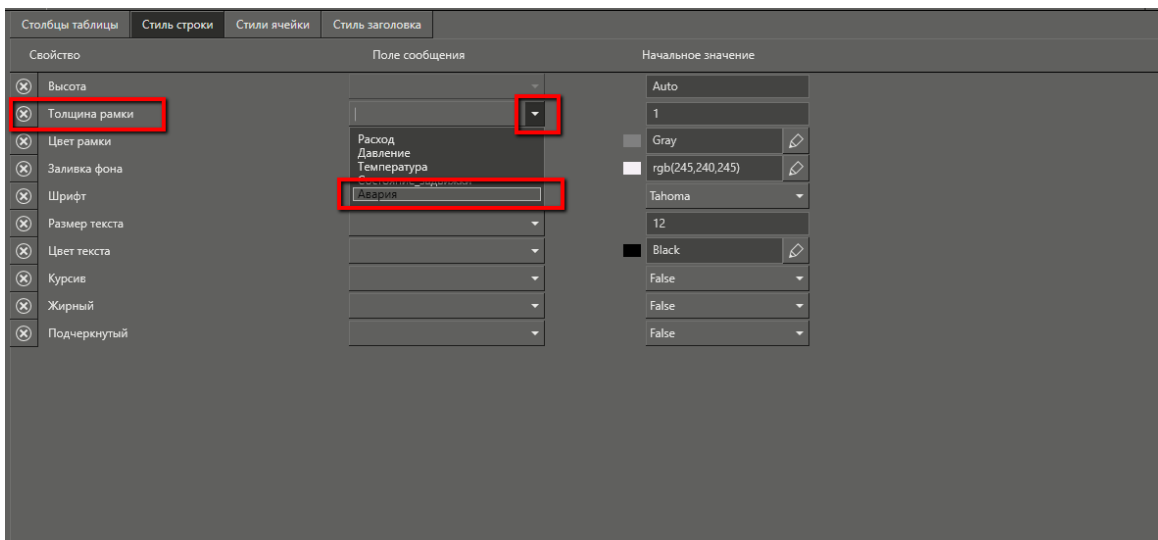 Столбцы таблицы Стиль строки Стили ячейки Стиль заголовка
Свойство Поле сообщения Начальное значение
Высота Auto
Толщина рамки 1
Цвет рамки Расход Gray
Давление
Заливка фона Температура rgb(245,240,245)
Шрифт Авария Tahoma
Размер текста 12
Цвет текста Black
Курсив False
Жирный False
Подчеркнутый False